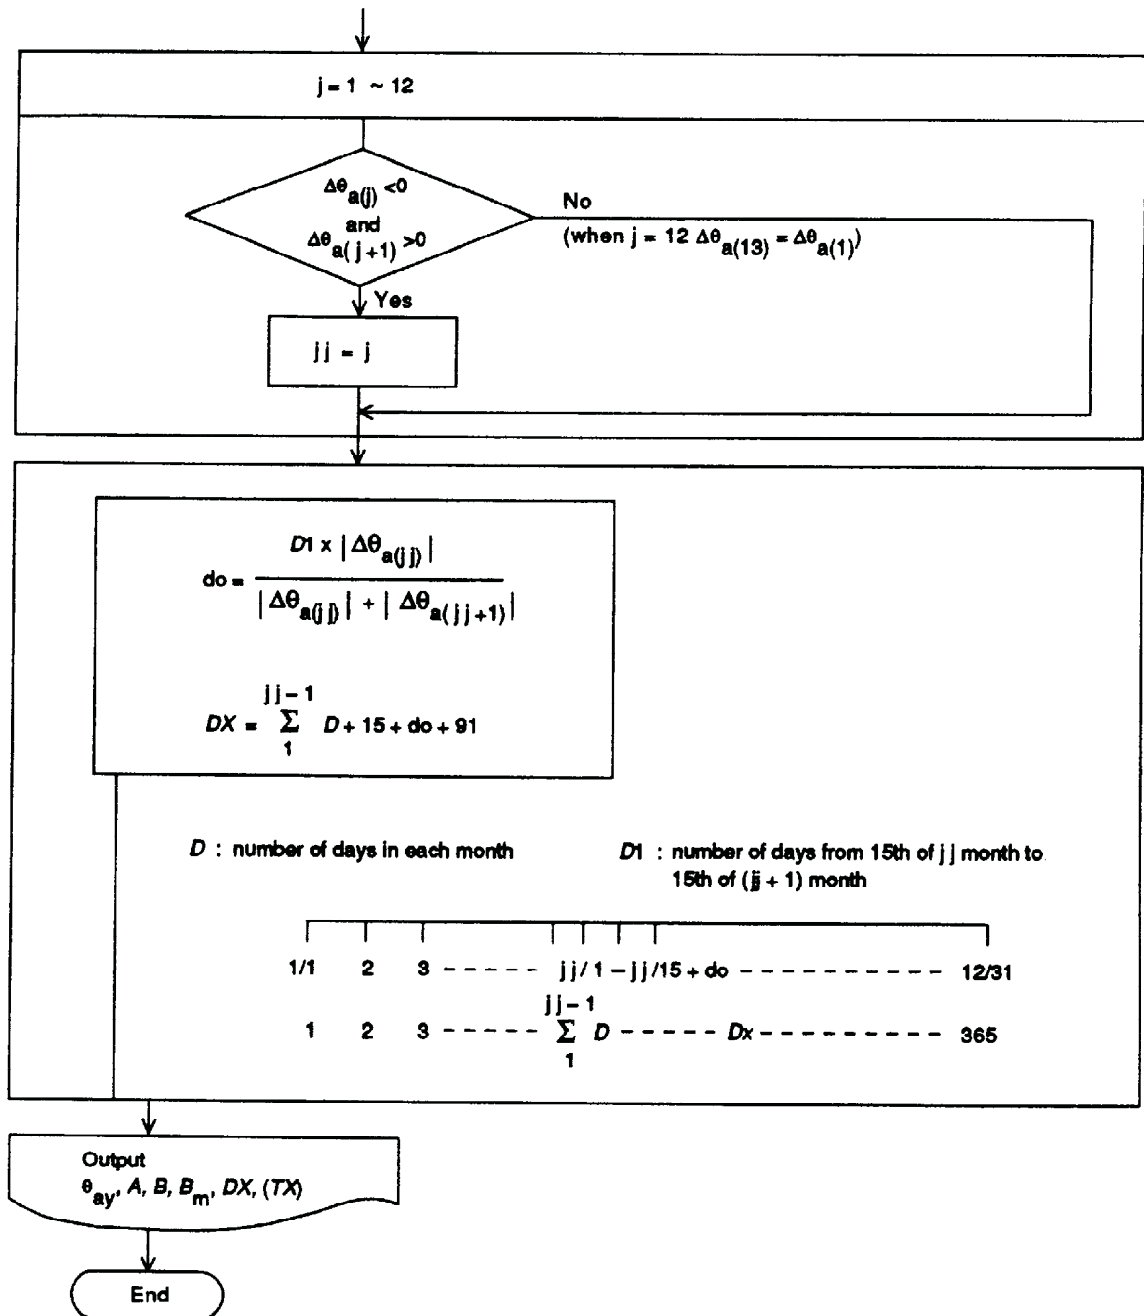 j = 1 ~ 12
Δθa(j) <0
and
Δθa(j+1) >0
No
(when j = 12 Δθa(13) = Δθa(1))
Yes
jj = j
do = D1 x | Δθa(jj) | / | Δθa(jj) | + | Δθa(jj+1) |
jj – 1
DX = Σ D + 15 + do + 91
1
D : number of days in each month
D1 : number of days from 15th of jj month to
15th of (jj + 1) month
1/1 2 3 ----- jj/1 – jj/15 + do ----------- 12/31
jj – 1
1 2 3 ----- Σ D ----- Dx --------- 365
1
Output
θay, A, B, Bm, DX, (TX)
End